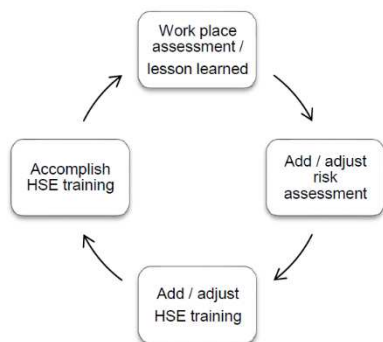 Work place
assessment /
lesson learned
Add / adjust
risk
assessment
Add / adjust
HSE training
Accomplish
HSE training